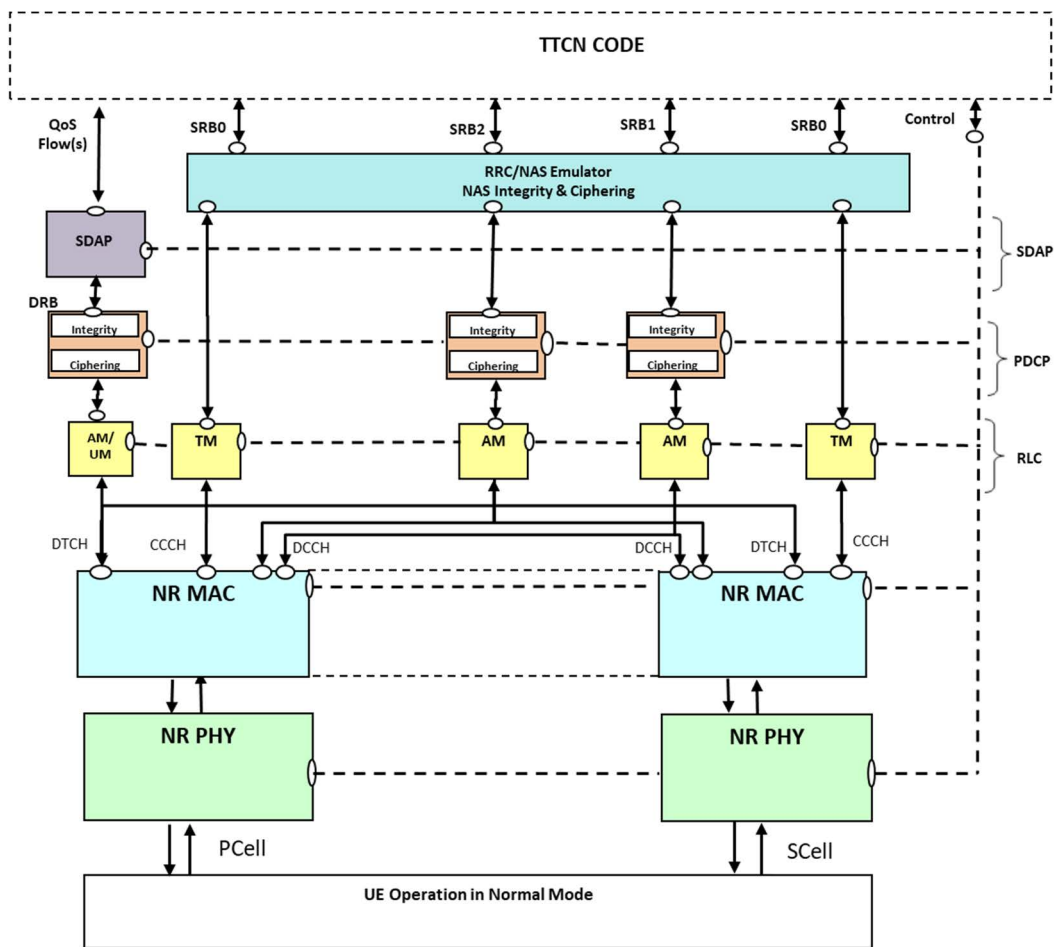 TTCN CODE
QoS
Flow(s)
SRB0
SRB2
SRB1
SRB0
Control
RRC/NAS Emulator
NAS Integrity & Ciphering
SDAP
SDAP
DRB
Integrity
Ciphering
Integrity
Ciphering
Integrity
Ciphering
PDCP
AM/
UM
TM
AM
AM
TM
RLC
DTCH
CCCH
DCCH
DCCH
DTCH
CCCH
NR MAC
NR MAC
NR PHY
NR PHY
PCell
SCell
UE Operation in Normal Mode